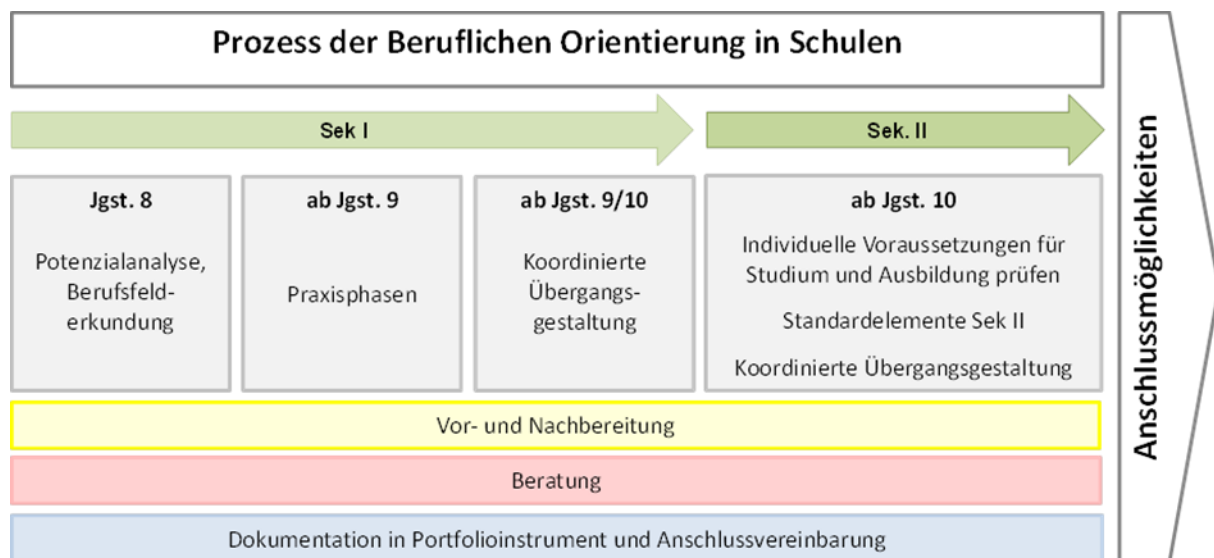 Prozess der Beruflichen Orientierung in Schulen
Sek I
Sek. II
Jgst. 8
Potenzialanalyse,
Berufsfeld-
erkundung
ab Jgst. 9
Praxisphasen
ab Jgst. 9/10
Koordinierte
Übergangs-
gestaltung
ab Jgst. 10
Individuelle Voraussetzungen für
Studium und Ausbildung prüfen
Standardelemente Sek II
Koordinierte Übergangsgestaltung
Vor- und Nachbereitung
Beratung
Dokumentation in Portfolioinstrument und Anschlussvereinbarung
Anschlussmöglichkeiten